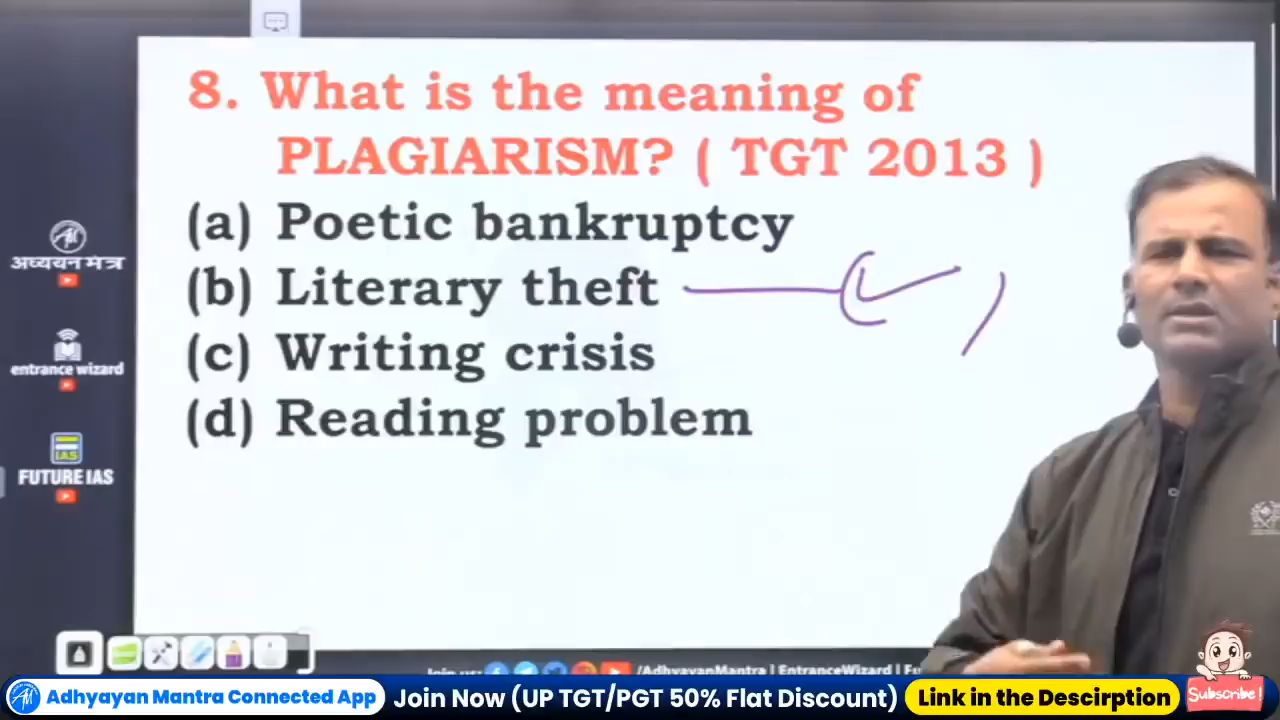 8. What is the meaning of
PLAGIARISM? ( TGT 2013 )
(a) Poetic bankruptcy
(b) Literary theft
(c) Writing crisis
(d) Reading problem
अध्ययन मंत्र
entrance wizard
IAS
FUTURE IAS
/AdhyayanMantra | EntranceWizard |
Adhyayan Mantra Connected App
Join Now (UP TGT/PGT 50% Flat Discount)
Link in the Descirption
Subscribe!